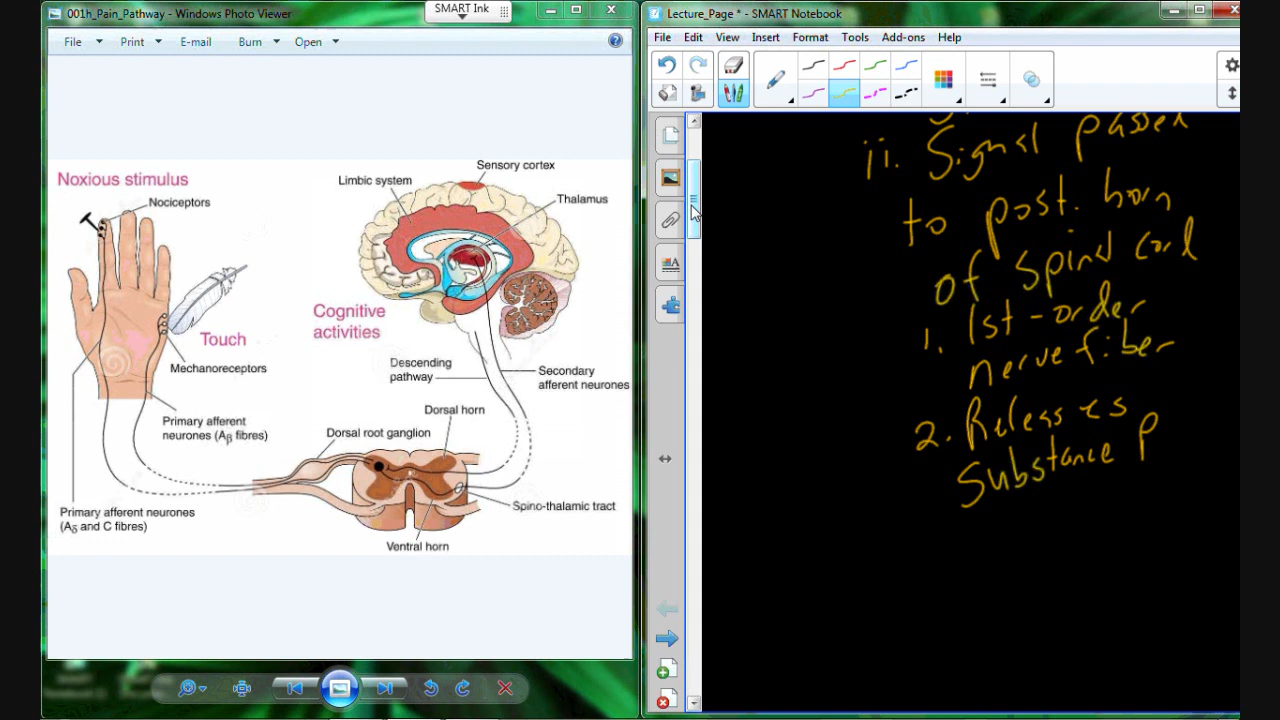 001h_Pain_Pathway - Windows Photo Viewer
SMART Ink
File Print E-mail Burn Open
Noxious stimulus
Nociceptors
Touch
Mechanoreceptors
Primary afferent
neurones (Aβ fibres)
Primary afferent neurones
(Aδ and C fibres)
Sensory cortex
Limbic system
Thalamus
Cognitive
activities
Descending
pathway
Secondary
afferent neurones
Dorsal horn
Dorsal root ganglion
Spino-thalamic tract
Ventral horn
Lecture_Page * - SMART Notebook
File Edit View Insert Format Tools Add-ons Help
ii. Signal passed
to post. horn
of Spinal cord
1. 1st-order
nerve fiber
2. Releases
Substance P